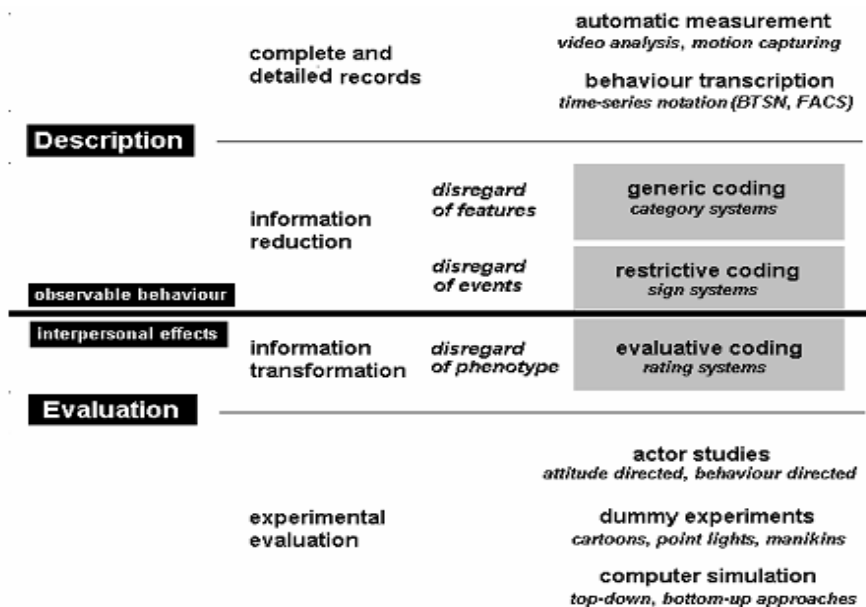 automatic measurement
video analysis, motion capturing
complete and
detailed records
behaviour transcription
time-series notation (BTSN, FACS)
Description
disregard
of features
generic coding
category systems
information
reduction
disregard
of events
restrictive coding
sign systems
observable behaviour
interpersonal effects
information
transformation
disregard
of phenotype
evaluative coding
rating systems
Evaluation
actor studies
attitude directed, behaviour directed
experimental
evaluation
dummy experiments
cartoons, point lights, manikins
computer simulation
top-down, bottom-up approaches